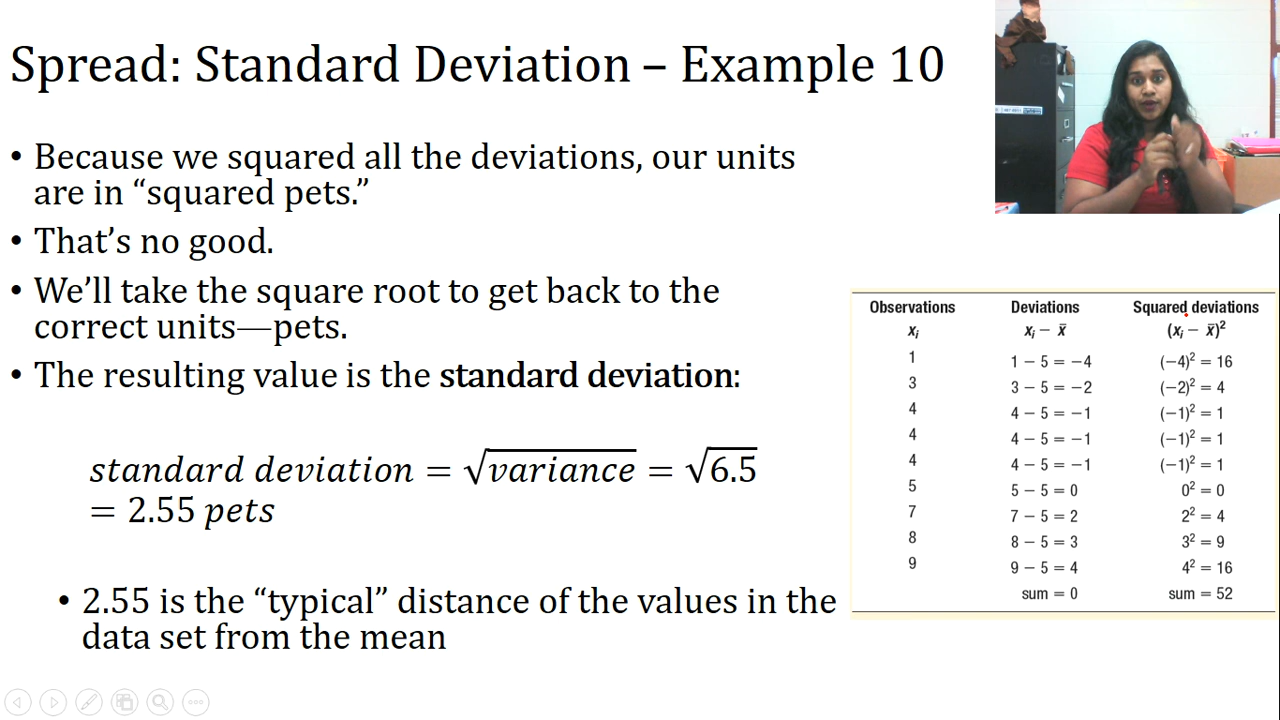 Spread: Standard Deviation – Example 10
• Because we squared all the deviations, our units
are in “squared pets.”
• That’s no good.
• We’ll take the square root to get back to the
correct units—pets.
• The resulting value is the standard deviation:
standard deviation = √variance = √6.5
= 2.55 pets
• 2.55 is the “typical” distance of the values in the
data set from the mean
Observations Deviations Squared deviations
xᵢ xᵢ − x̄ (xᵢ − x̄)²
1 1 − 5 = −4 (−4)² = 16
3 3 − 5 = −2 (−2)² = 4
4 4 − 5 = −1 (−1)² = 1
4 4 − 5 = −1 (−1)² = 1
4 4 − 5 = −1 (−1)² = 1
5 5 − 5 = 0 0² = 0
7 7 − 5 = 2 2² = 4
8 8 − 5 = 3 3² = 9
9 9 − 5 = 4 4² = 16
sum = 0 sum = 52